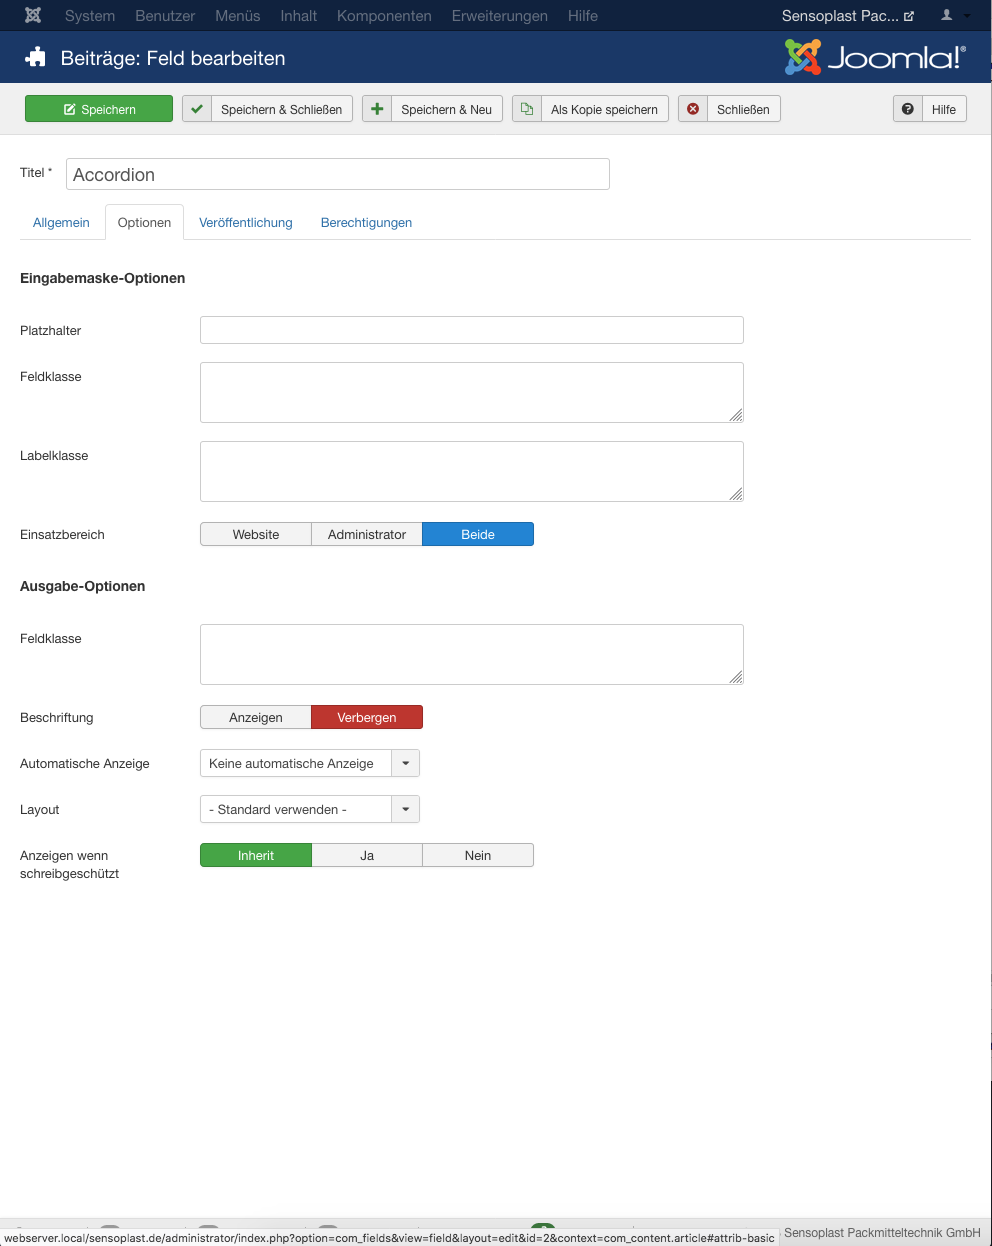 System Benutzer Menüs Inhalt Komponenten Erweiterungen Hilfe Sensoplast Pac...
Beiträge: Feld bearbeiten Joomla!®
Speichern Speichern & Schließen Speichern & Neu Als Kopie speichern Schließen Hilfe
Titel * Accordion
Allgemein Optionen Veröffentlichung Berechtigungen
Eingabemaske-Optionen
Platzhalter
Feldklasse
Labelklasse
Einsatzbereich Website Administrator Beide
Ausgabe-Optionen
Feldklasse
Beschriftung Anzeigen Verbergen
Automatische Anzeige Keine automatische Anzeige
Layout - Standard verwenden -
Anzeigen wenn Inherit Ja Nein
schreibgeschützt
Sensoplast Packmitteltechnik GmbH
webserver.local/sensoplast.de/administrator/index.php?option=com_fields&view=field&layout=edit&id=2&context=com_content.article#attrib-basic